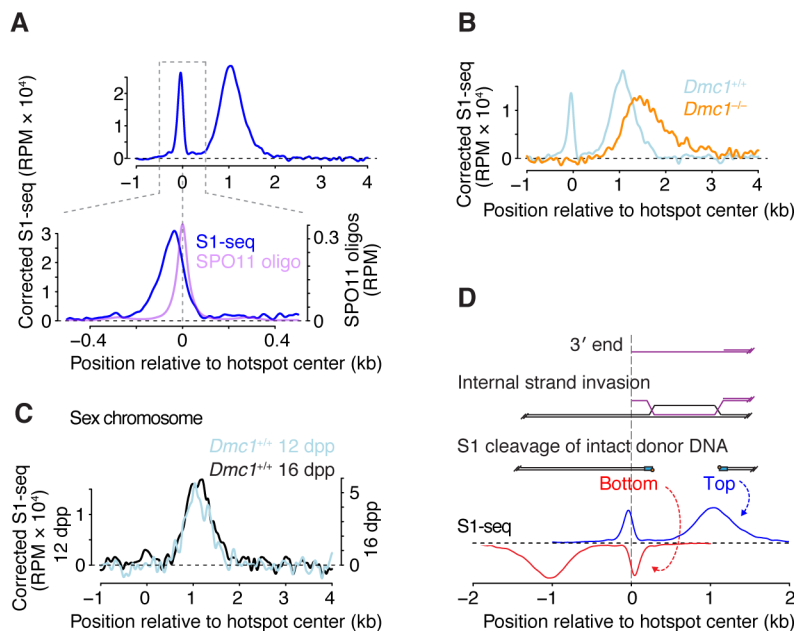 A
Corrected S1-seq (RPM × 10⁴)
2
1
0
−1 0 1 2 3 4
3
2
1
0
S1-seq
SPO11 oligo
0.3
0
SPO11 oligos
(RPM)
−0.4 0 0.4
Position relative to hotspot center (kb)
B
Corrected S1-seq
(RPM × 10⁴)
1
0
Dmc1+/+
Dmc1−/−
−1 0 1 2 3 4
Position relative to hotspot center (kb)
C
Sex chromosome
Dmc1+/+ 12 dpp
Dmc1+/+ 16 dpp
Corrected S1-seq
(RPM × 10⁴)
12 dpp
1
0
6
4
2
0
16 dpp
−1 0 1 2 3 4
Position relative to hotspot center (kb)
D
3′ end
Internal strand invasion
S1 cleavage of intact donor DNA
Bottom
Top
S1-seq
−2 −1 0 1 2
Position relative to hotspot center (kb)